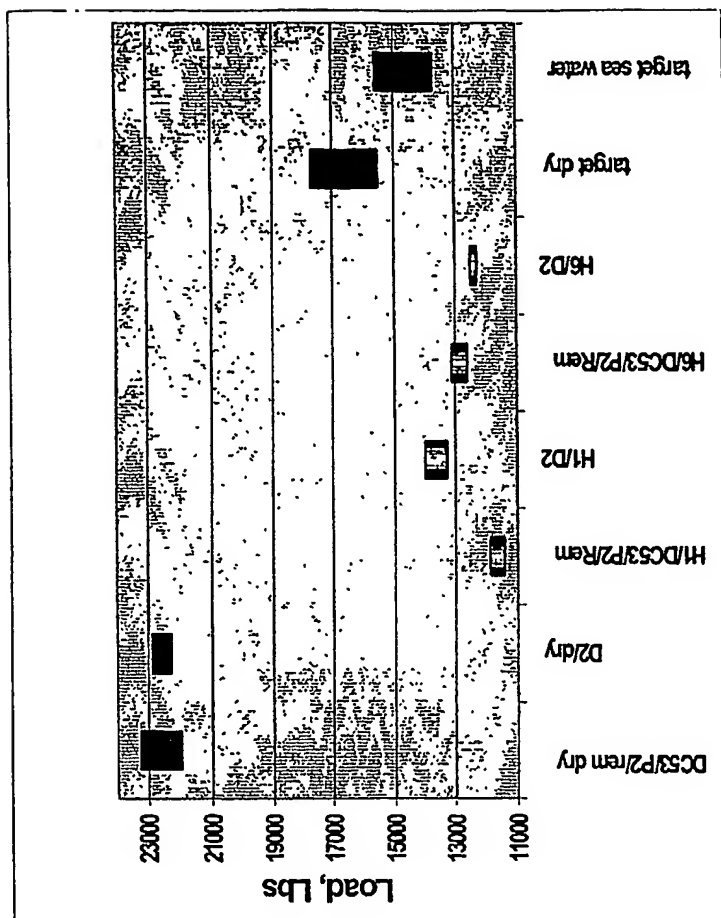 target sea water
target dry
H6/D2
H6/DC53/P2/Rem
H1/D2
H1/DC53/P2/Rem
D2/dry
DC53/P2/rem dry
23000
21000
19000
17000
15000
13000
11000
Load, Lbs